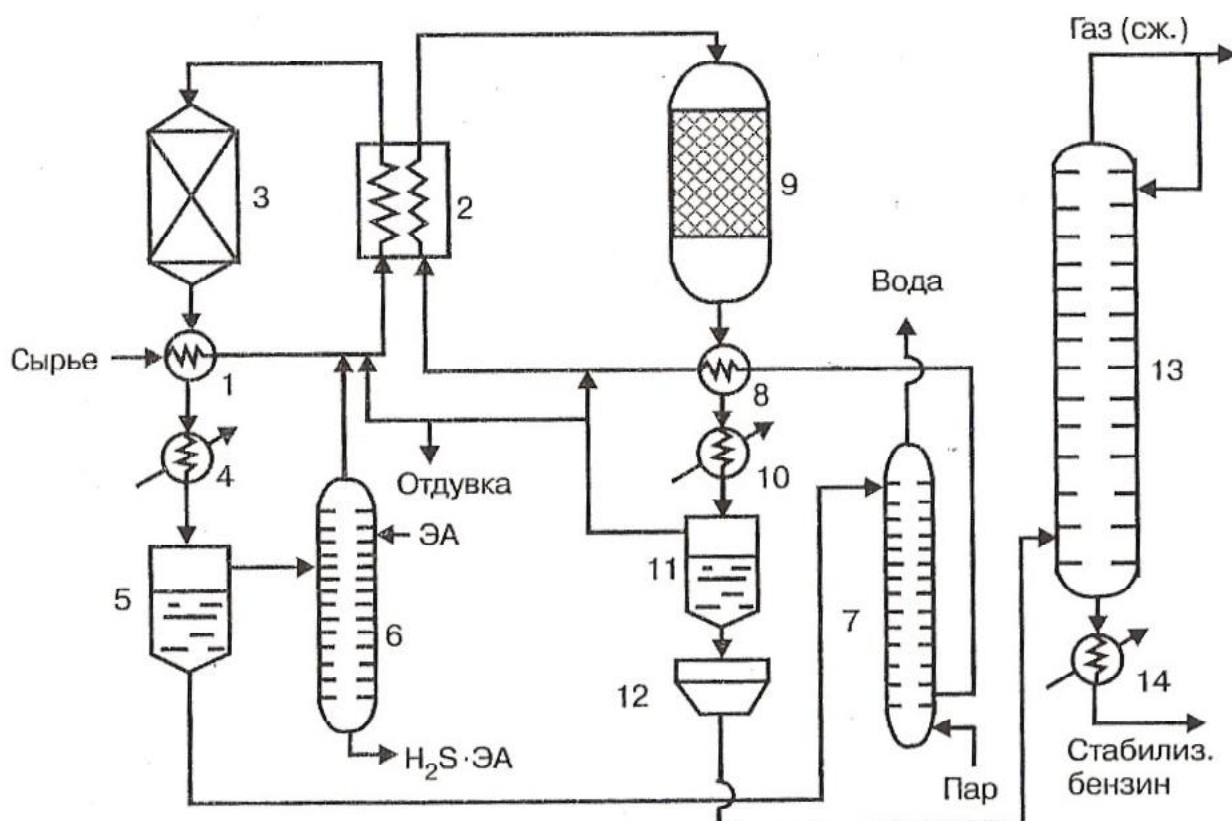 Газ (сж.)
3
2
9
Вода
Сырье
1
8
13
4
Отдувка
10
ЭА
5
11
6
7
12
14
H₂S·ЭА
Пар
Стабилиз.
бензин